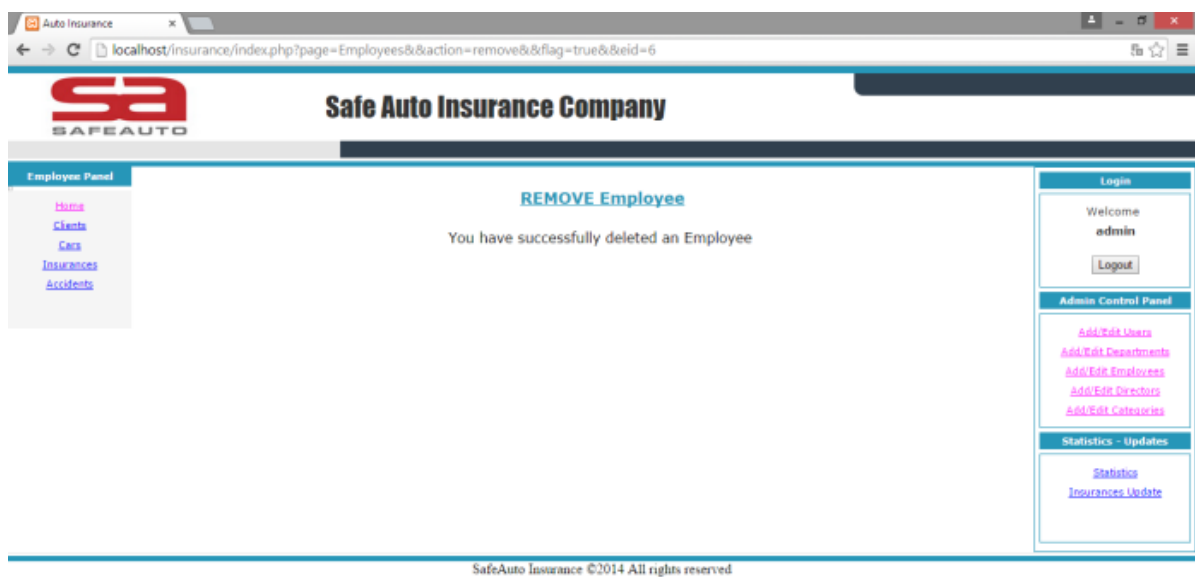 Auto Insurance
localhost/insurance/index.php?page=Employees&&action=remove&&flag=true&&eid=6
sa
SAFEAUTO
Safe Auto Insurance Company
Employee Panel
Home
Clients
Cars
Insurances
Accidents
REMOVE Employee
You have successfully deleted an Employee
Login
Welcome
admin
Logout
Admin Control Panel
Add/Edit Users
Add/Edit Departments
Add/Edit Employees
Add/Edit Directors
Add/Edit Categories
Statistics - Updates
Statistics
Insurances Update
SafeAuto Insurance ©2014 All rights reserved